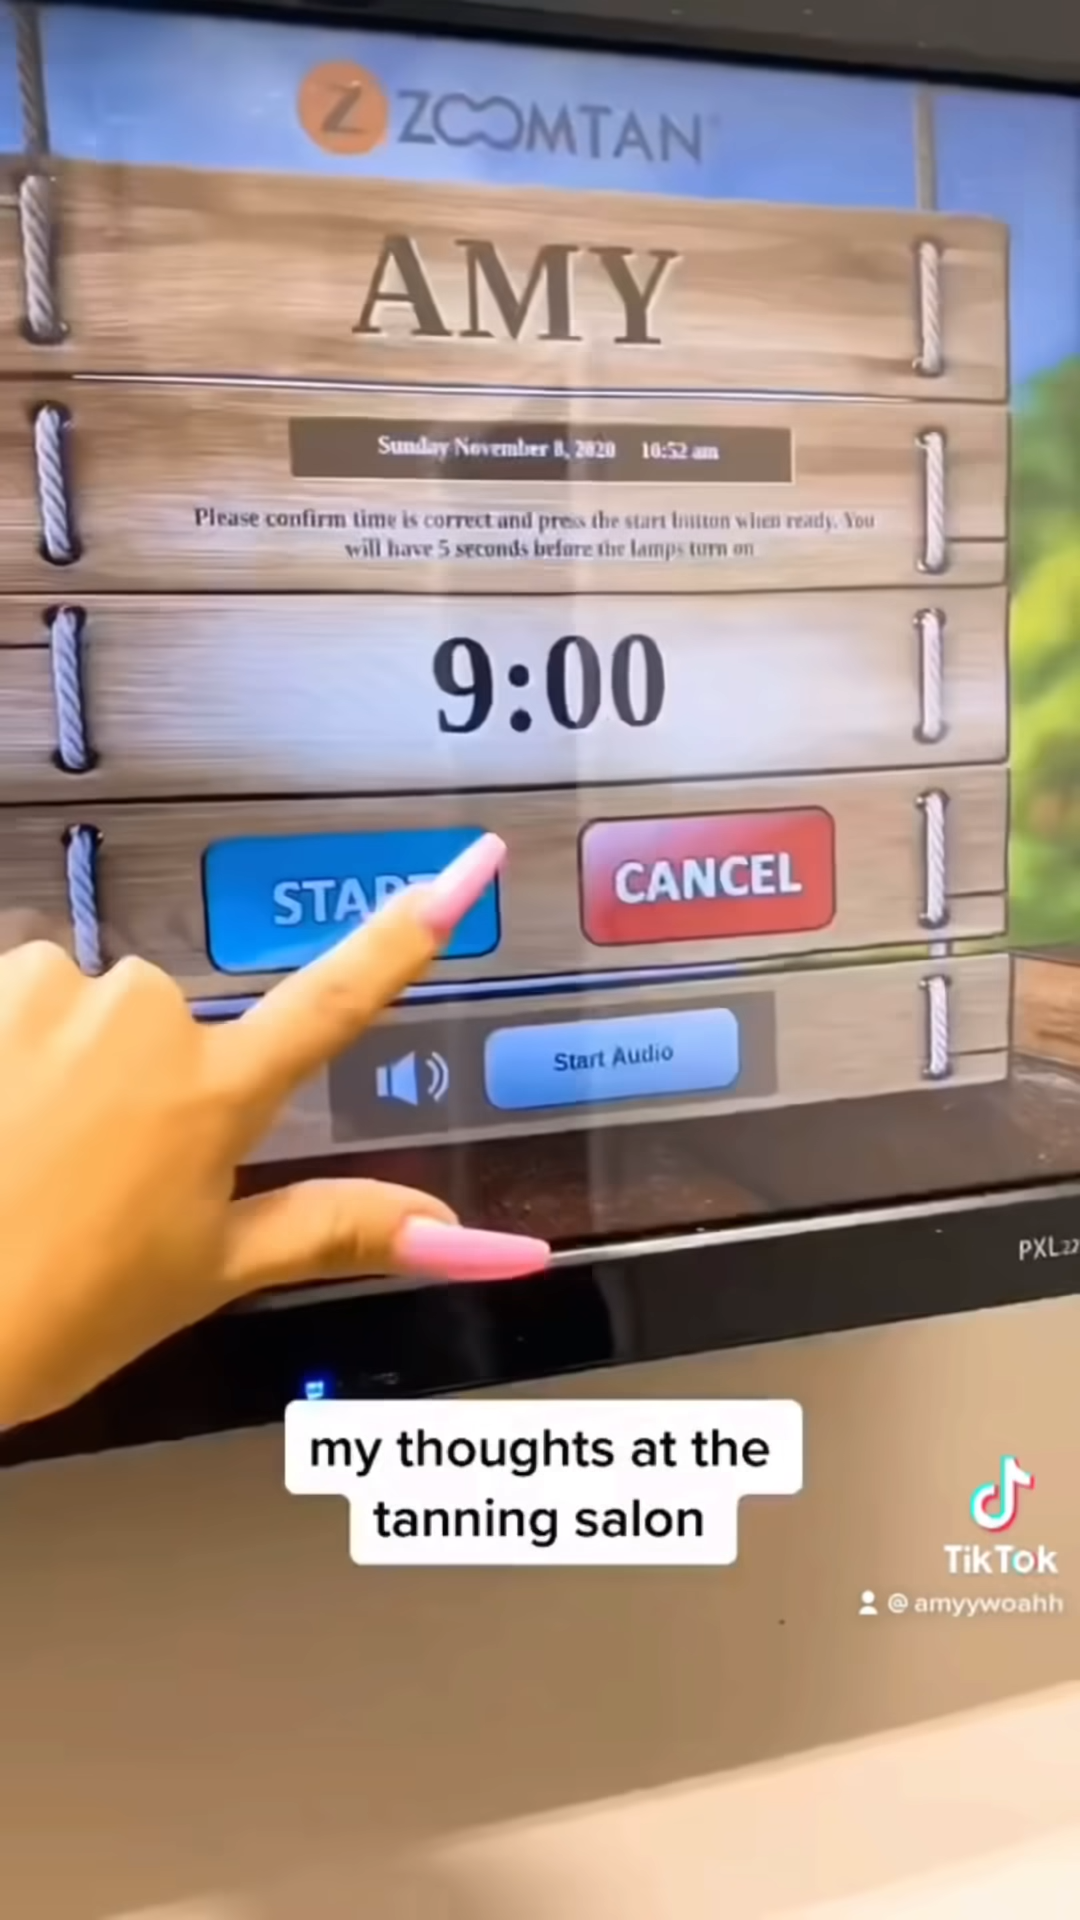 Z ZOOMTAN
AMY
Sunday November 8, 2020 10:52 am
Please confirm time is correct and press the start button when ready. You
will have 5 seconds before the lamps turn on
9:00
START CANCEL
Start Audio
PXL22
my thoughts at the
tanning salon
TikTok
@amyywoahh